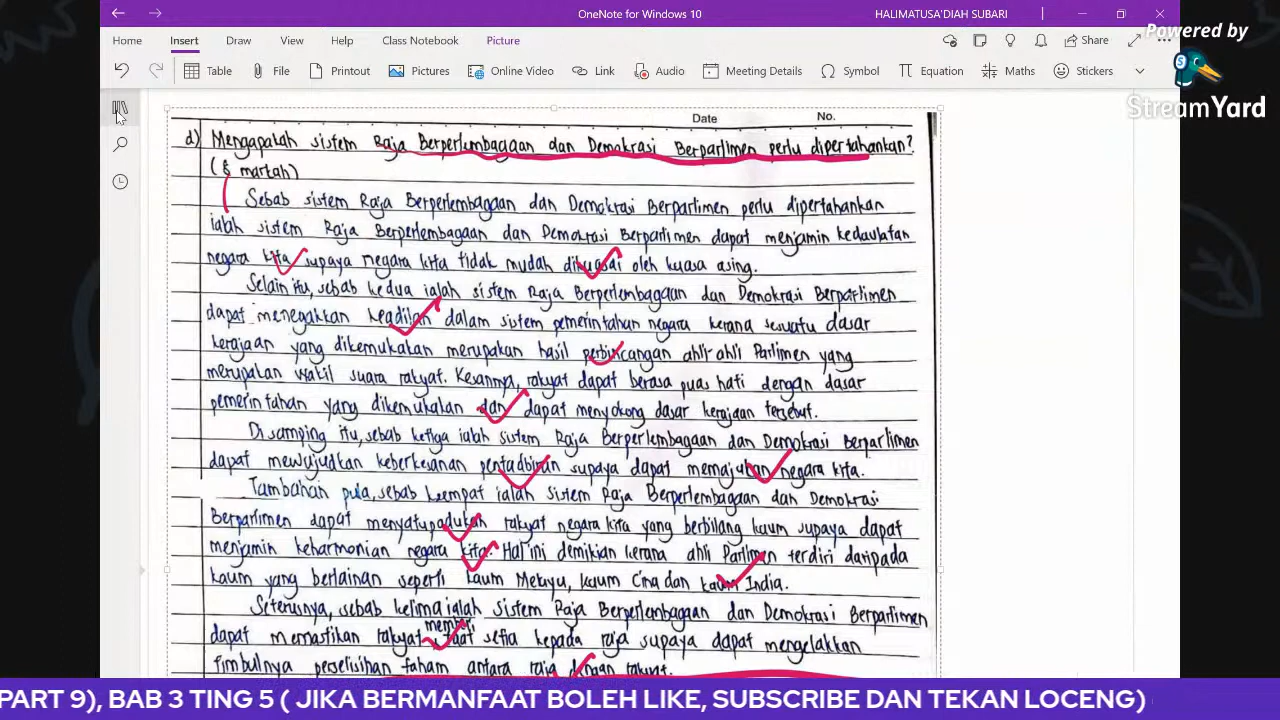 OneNote for Windows 10
HALIMATUSA'DIAH SUBARI
Powered by
StreamYard
Home Insert Draw View Help Class Notebook Picture Share
Table File Printout Pictures Online Video Link Audio Meeting Details Symbol Equation Maths Stickers
Date No.
d) Mengapakah sistem Raja Berperlembagaan dan Demokrasi Berparlimen perlu dipertahankan?
(8 markah)
Sebab sistem Raja Berperlembagaan dan Demokrasi Berparlimen perlu dipertahankan
ialah sistem Raja Berperlembagaan dan Demokrasi Berparlimen dapat menjamin kedaulatan
negara kita supaya negara kita tidak mudah dikuasai oleh kuasa asing.
Selain itu, sebab kedua ialah sistem Raja Berperlembagaan dan Demokrasi Berparlimen
dapat menegakkan keadilan dalam sistem pemerintahan negara kerana sesuatu dasar
kerajaan yang dikemukakan merupakan hasil perbincangan ahli-ahli Parlimen yang
merupakan wakil suara rakyat. Kesannya, rakyat dapat berasa puas hati dengan dasar
pemerintahan yang dikemukakan dan dapat menyokong dasar kerajaan tersebut.
Di samping itu, sebab ketiga ialah sistem Raja Berperlembagaan dan Demokrasi Berparlimen
dapat mewujudkan keberkesanan pentadbiran supaya dapat memajukan negara kita.
Tambahan pula, sebab keempat ialah sistem Raja Berperlembagaan dan Demokrasi
Berparlimen dapat menyatupadukan rakyat negara kita yang berbilang kaum supaya dapat
menjamin keharmonian negara kita. Hal ini demikian kerana ahli Parlimen terdiri daripada
kaum yang berlainan seperti kaum Melayu, kaum Cina dan kaum India.
Seterusnya, sebab kelima ialah sistem Raja Berperlembagaan dan Demokrasi Berparlimen
dapat memastikan rakyat taat setia kepada raja supaya dapat mengelakkan
timbulnya perselisihan faham antara raja dengan rakyat.
PART 9), BAB 3 TING 5 ( JIKA BERMANFAAT BOLEH LIKE, SUBSCRIBE DAN TEKAN LOCENG)